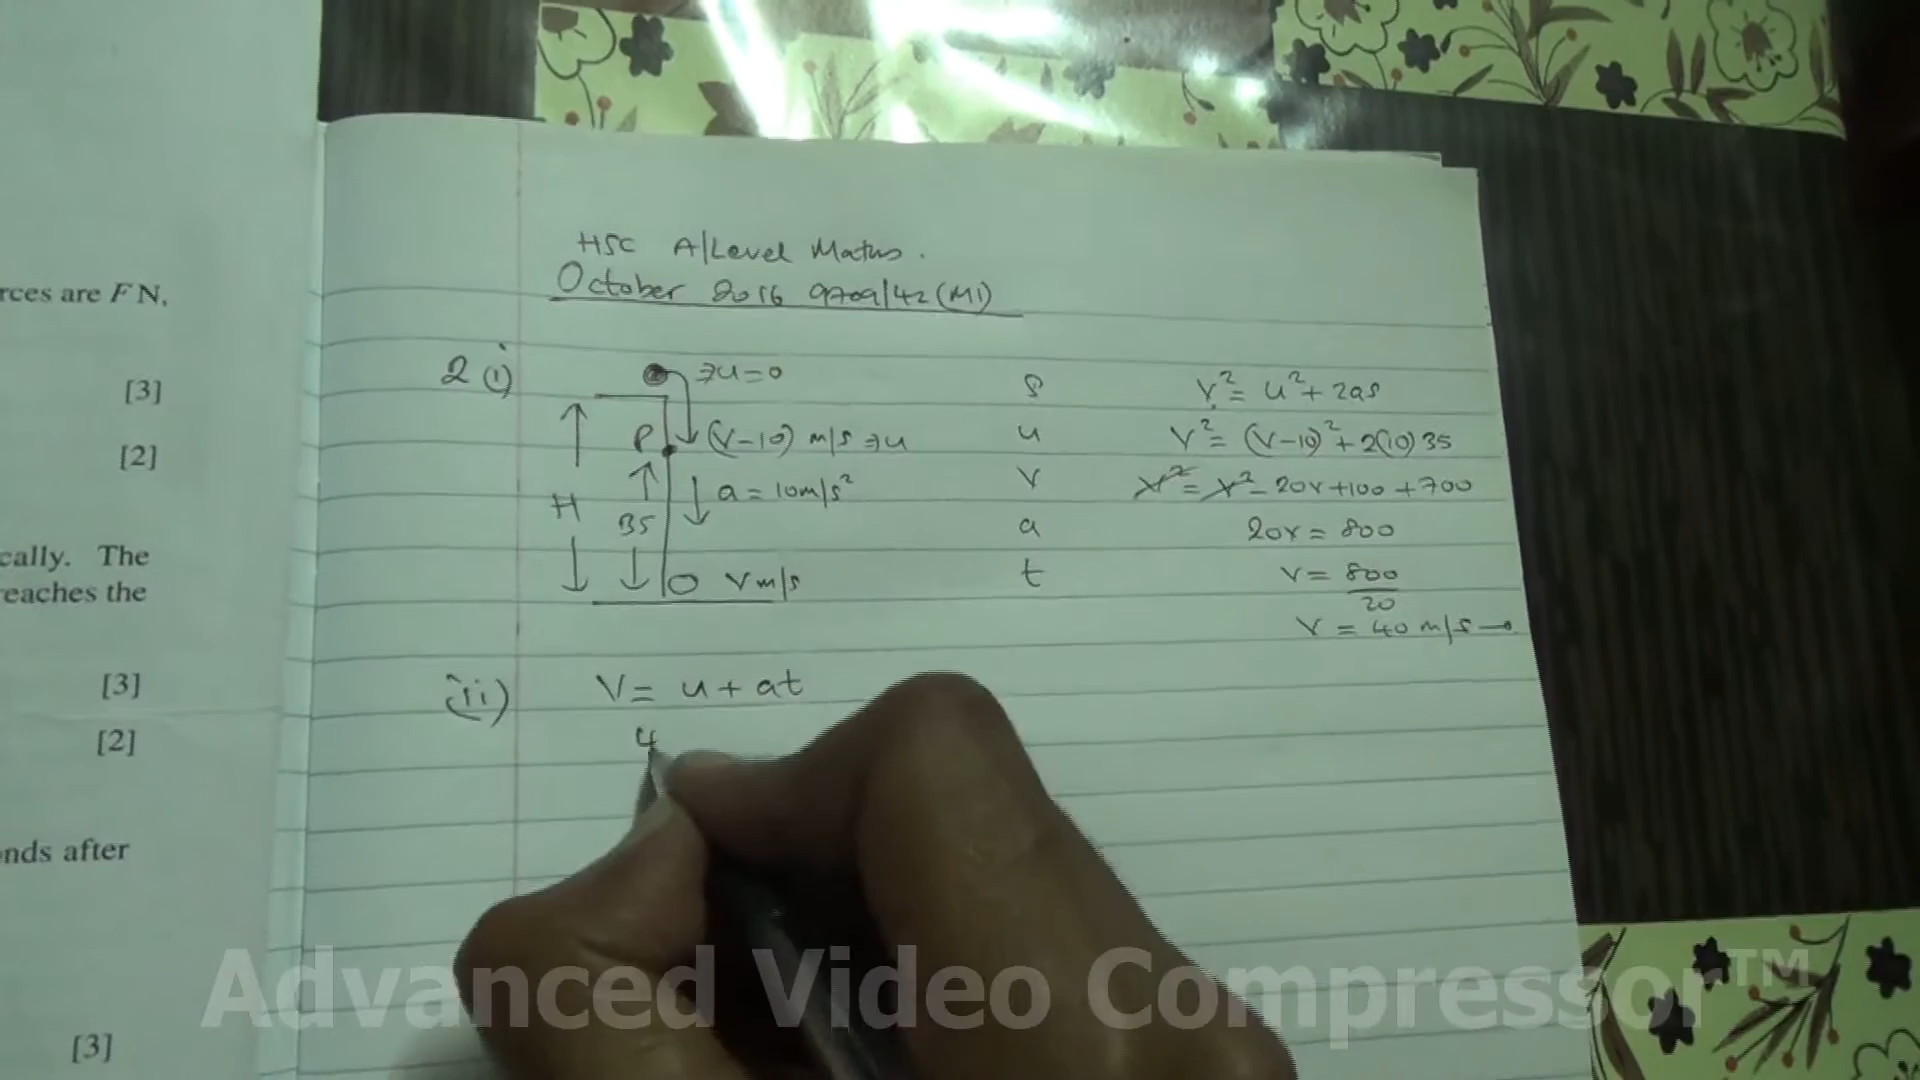 rces are F N,
[3]
[2]
cally. The
reaches the
[3]
[2]
onds after
[3]
HSC A/Level Maths.
October 2016 9709/42 (M1)
2 (i)
⇒u=0
P (V-10) m/s ⇒u
a = 10m/s²
H
35
O V m/s
s
u
v
a
t
V² = u² + 2as
V² = (V-10)² + 2(10)35
V² = V² - 20V + 100 + 700
20V = 800
V = 800/20
V = 40 m/s
(ii) V = u + at
4
Advanced Video Compressor™